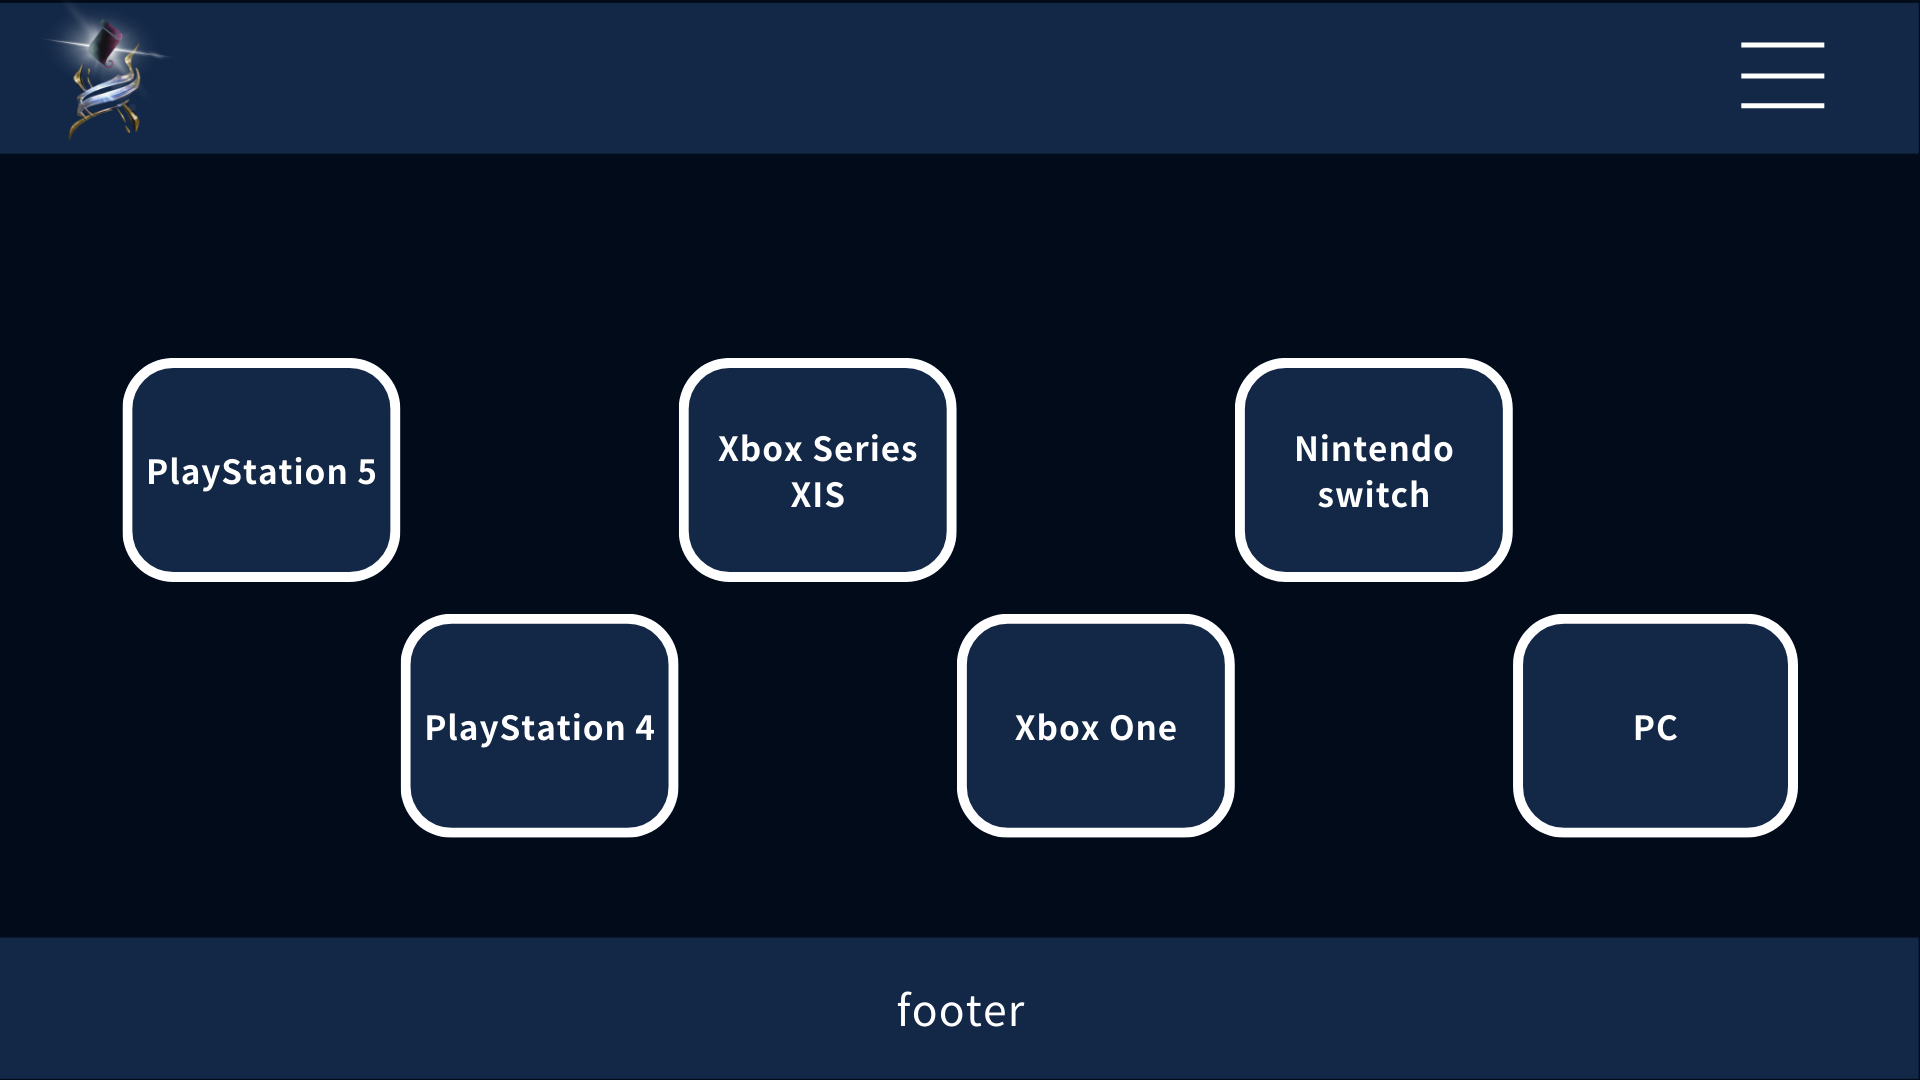 PlayStation 5
Xbox Series
XIS
Nintendo
switch
PlayStation 4
Xbox One
PC
footer